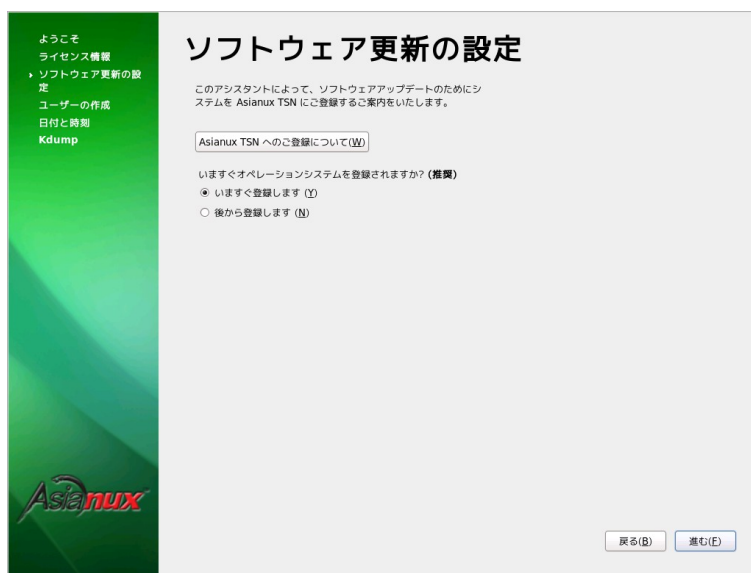 ようこそ
ライセンス情報
ソフトウェア更新の設
定
ユーザーの作成
日付と時刻
Kdump
ソフトウェア更新の設定
このアシスタントによって、ソフトウェアアップデートのためにシ
ステムを Asianux TSN にご登録するご案内をいたします。
Asianux TSN へのご登録について(W)
いますぐオペレーションシステムを登録されますか? (推奨)
いますぐ登録します (Y)
後から登録します (N)
Asianux
戻る(B) 進む(F)